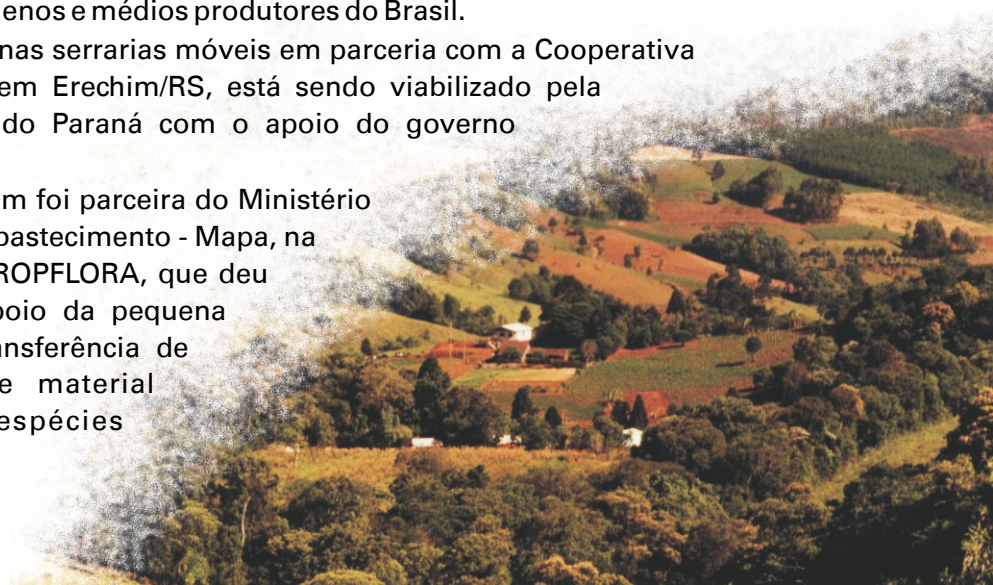 enos e médios produtores do Brasil.
nas serrarias móveis em parceria com a Cooperativa
em Erechim/RS, está sendo viabilizado pela
do Paraná com o apoio do governo
m foi parceira do Ministério
bastecimento - Mapa, na
ROPFLORA, que deu
poio da pequena
ansferência de
e material
espécies